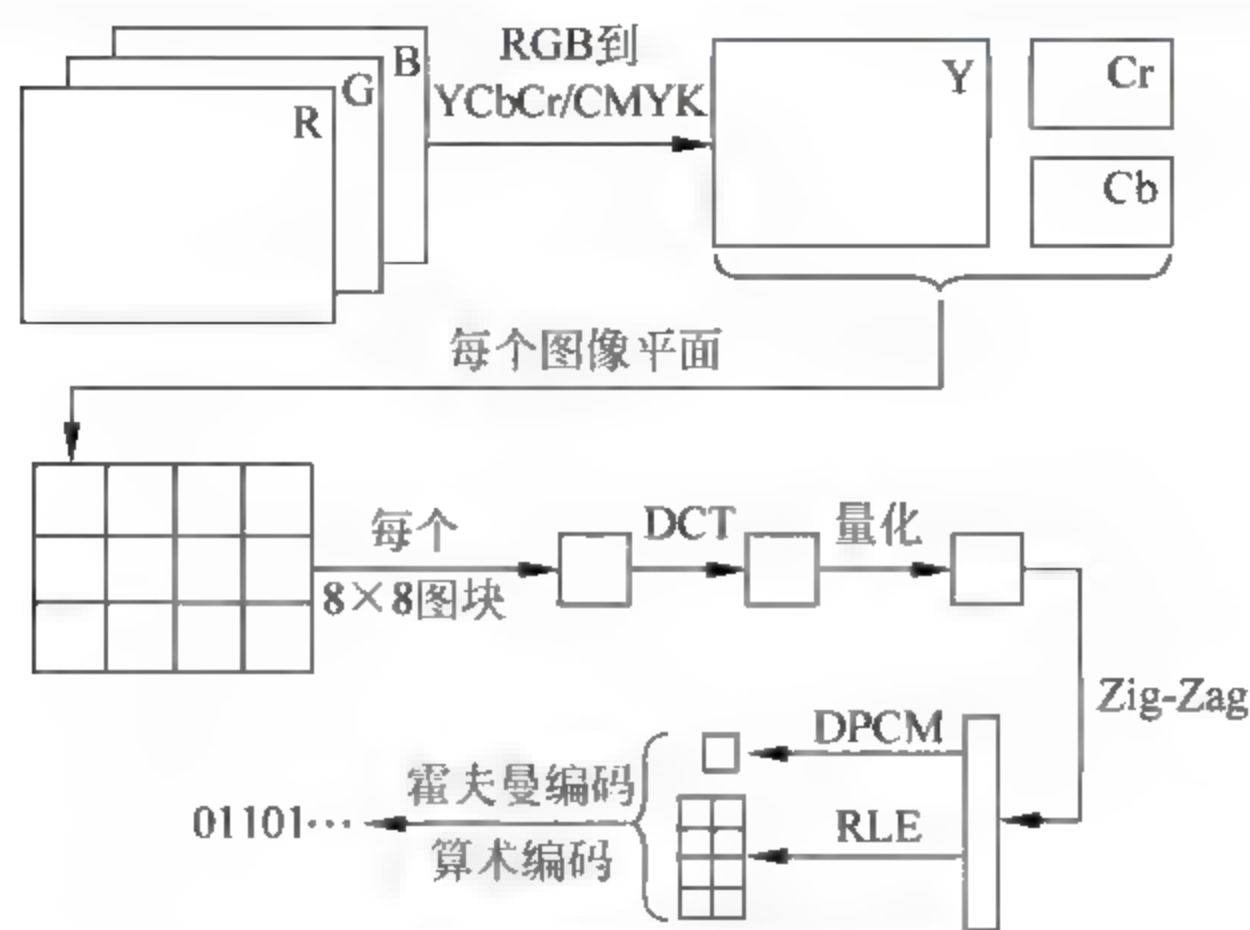 R
G
B
RGB到
YCbCr/CMYK
Y
Cr
Cb
每个图像平面
每个
8×8图块
DCT
量化
Zig-Zag
DPCM
RLE
霍夫曼编码
算术编码
01101…